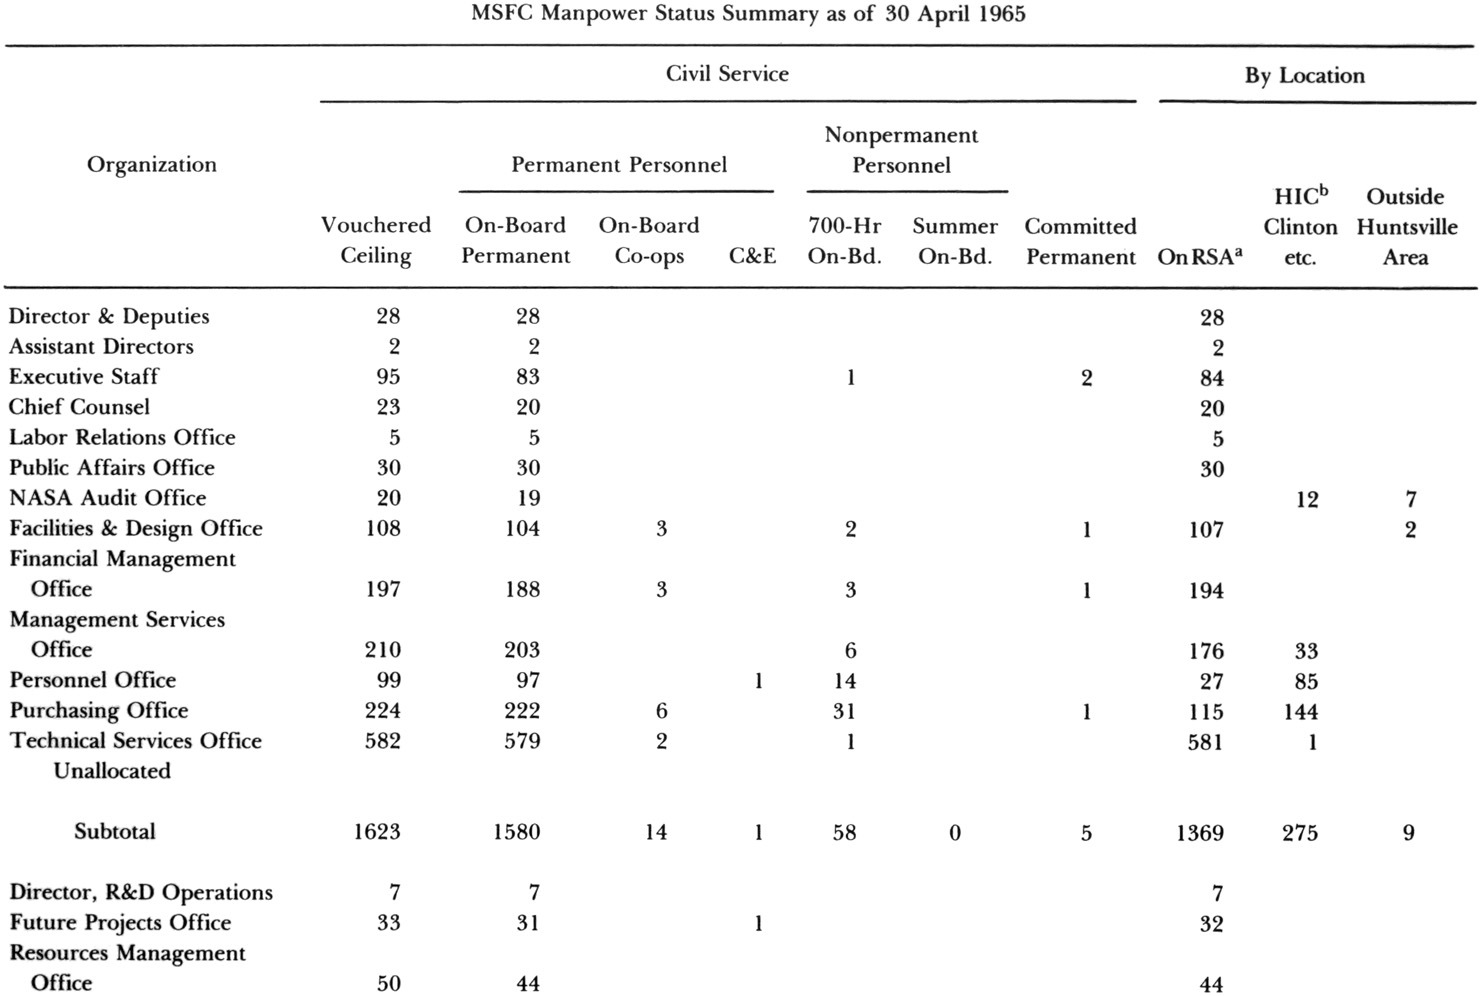 MSFC Manpower Status Summary as of 30 April 1965
Civil Service By Location
Nonpermanent
Organization Permanent Personnel Personnel
HICb Outside
Vouchered On-Board On-Board 700-Hr Summer Committed Clinton Huntsville
Ceiling Permanent Co-ops C&E On-Bd. On-Bd. Permanent On RSAa etc. Area
Director & Deputies 28 28 28
Assistant Directors 2 2 2
Executive Staff 95 83 1 2 84
Chief Counsel 23 20 20
Labor Relations Office 5 5 5
Public Affairs Office 30 30 30
NASA Audit Office 20 19 12 7
Facilities & Design Office 108 104 3 2 1 107 2
Financial Management
Office 197 188 3 3 1 194
Management Services
Office 210 203 6 176 33
Personnel Office 99 97 1 14 27 85
Purchasing Office 224 222 6 31 1 115 144
Technical Services Office 582 579 2 1 581 1
Unallocated
Subtotal 1623 1580 14 1 58 0 5 1369 275 9
Director, R&D Operations 7 7 7
Future Projects Office 33 31 1 32
Resources Management
Office 50 44 44